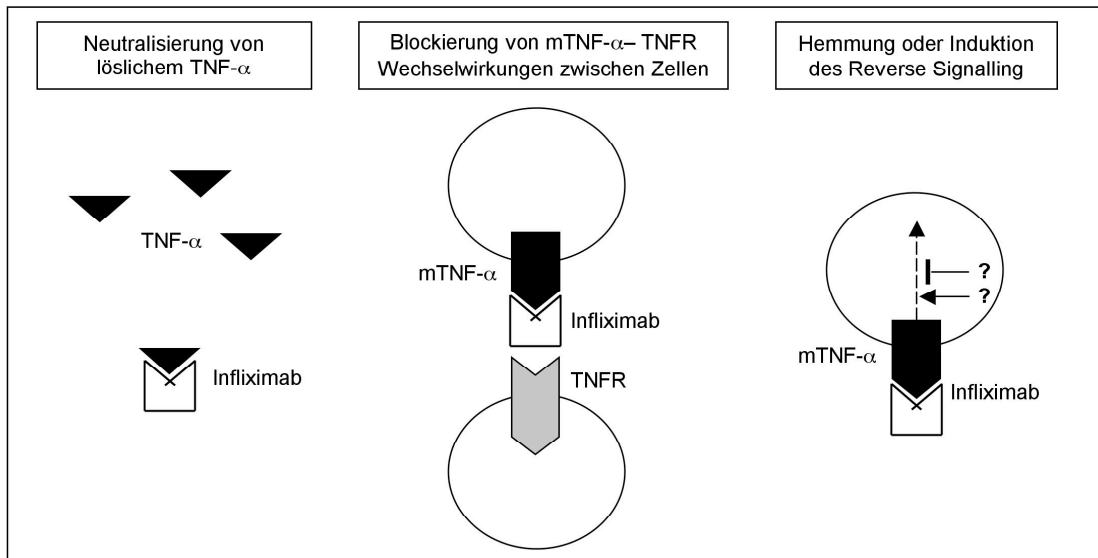 Neutralisierung von
löslichem TNF-α
Blockierung von mTNF-α– TNFR
Wechselwirkungen zwischen Zellen
Hemmung oder Induktion
des Reverse Signalling
TNF-α
Infliximab
mTNF-α
Infliximab
TNFR
?
?
mTNF-α
Infliximab